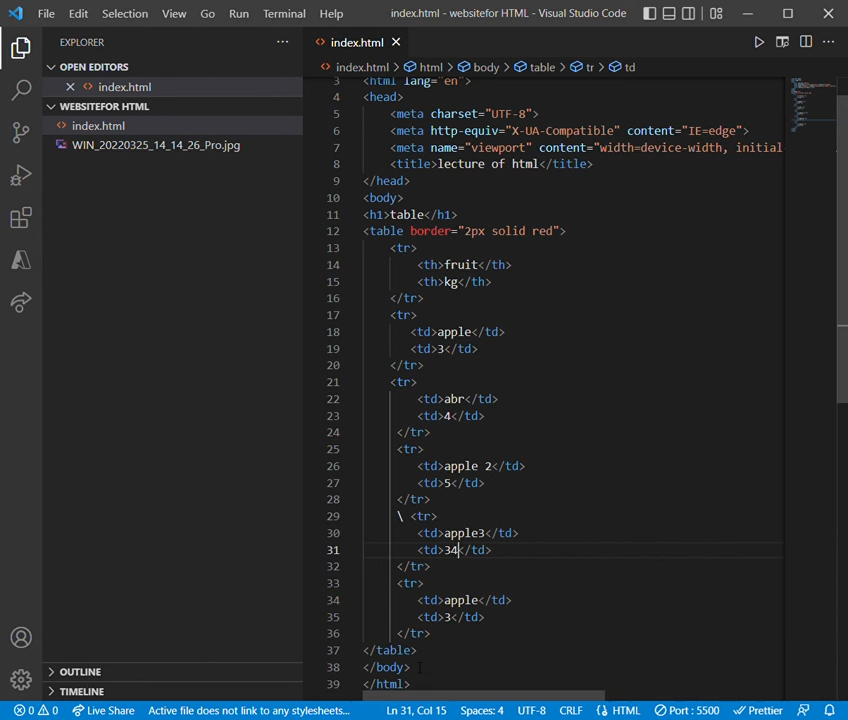 File Edit Selection View Go Run Terminal Help index.html - websitefor HTML - Visual Studio Code
EXPLORER
OPEN EDITORS
index.html
WEBSITEFOR HTML
index.html
WIN_20220325_14_14_26_Pro.jpg
OUTLINE
TIMELINE
index.html
index.html > html > body > table > tr > td
3 <html lang="en">
4 <head>
5 <meta charset="UTF-8">
6 <meta http-equiv="X-UA-Compatible" content="IE=edge">
7 <meta name="viewport" content="width=device-width, initial
8 <title>lecture of html</title>
9 </head>
10 <body>
11 <h1>table</h1>
12 <table border="2px solid red">
13 <tr>
14 <th>fruit</th>
15 <th>kg</th>
16 </tr>
17 <tr>
18 <td>apple</td>
19 <td>3</td>
20 </tr>
21 <tr>
22 <td>abr</td>
23 <td>4</td>
24 </tr>
25 <tr>
26 <td>apple 2</td>
27 <td>5</td>
28 </tr>
29 \ <tr>
30 <td>apple3</td>
31 <td>34</td>
32 </tr>
33 <tr>
34 <td>apple</td>
35 <td>3</td>
36 </tr>
37 </table>
38 </body>
39 </html>
0 0 Live Share Active file does not link to any stylesheets... Ln 31, Col 15 Spaces: 4 UTF-8 CRLF HTML Port : 5500 Prettier